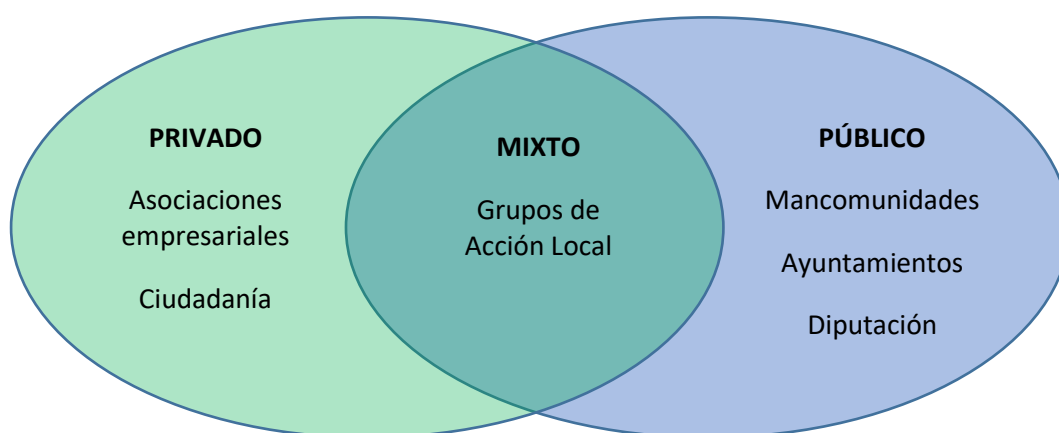 PRIVADO
Asociaciones
empresariales
Ciudadanía
MIXTO
Grupos de
Acción Local
PÚBLICO
Mancomunidades
Ayuntamientos
Diputación